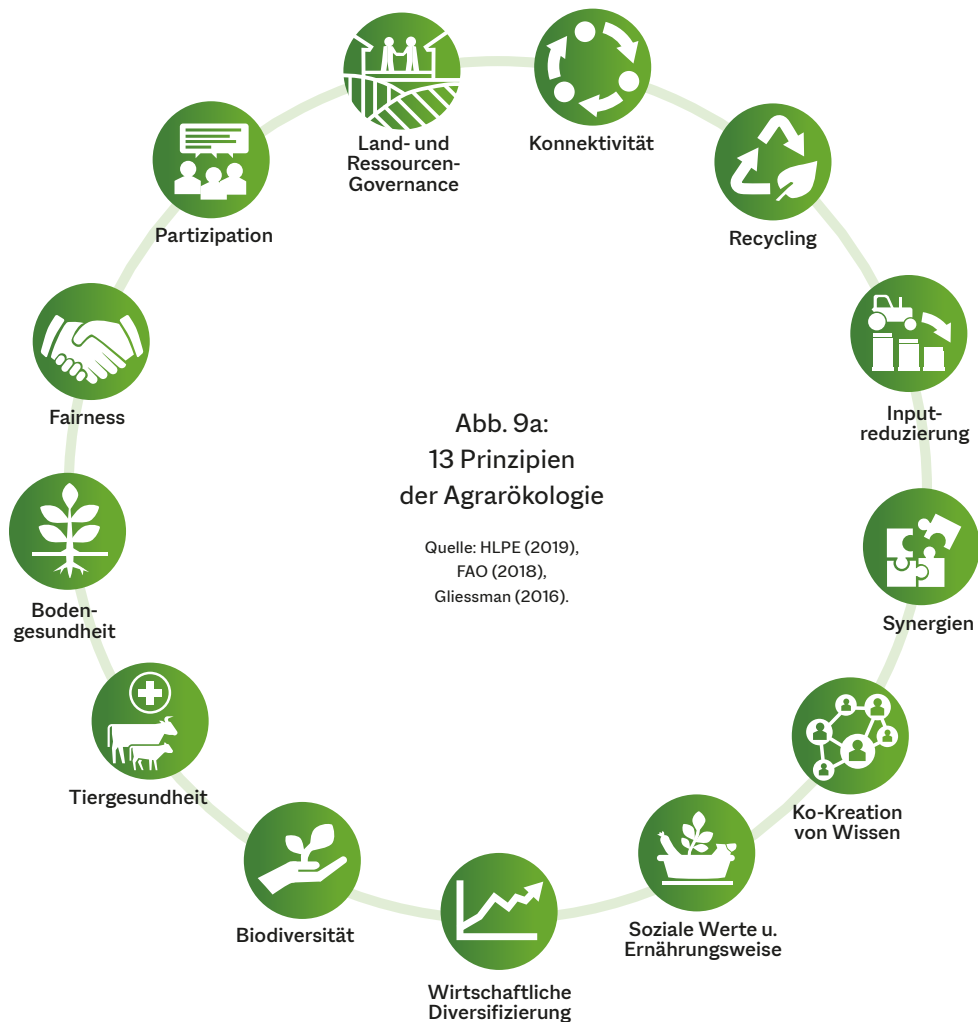 Land- und
Ressourcen-
Governance
Konnektivität
Recycling
Input-
reduzierung
Synergien
Ko-Kreation
von Wissen
Soziale Werte u.
Ernährungsweise
Wirtschaftliche
Diversifizierung
Biodiversität
Tiergesundheit
Boden-
gesundheit
Fairness
Partizipation
Abb. 9a:
13 Prinzipien
der Agrarökologie
Quelle: HLPE (2019),
FAO (2018),
Gliessman (2016).